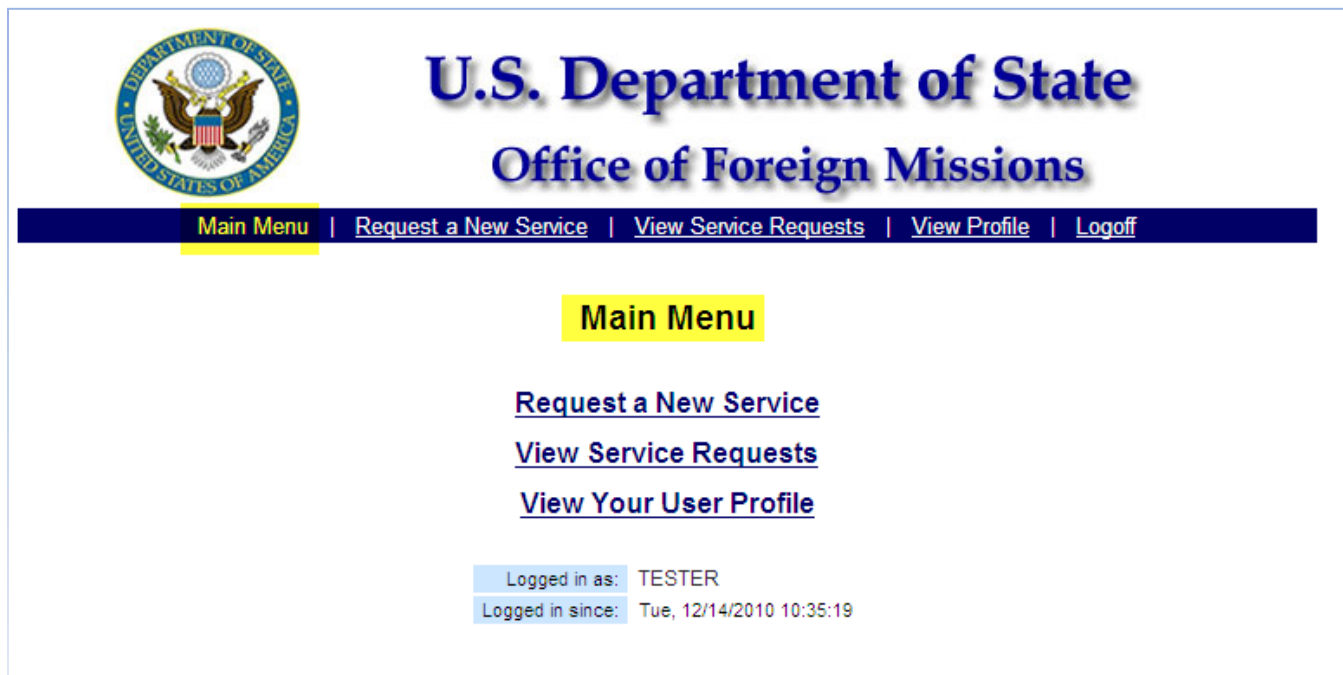 DEPARTMENT OF STATE
UNITED STATES OF AMERICA
U.S. Department of State
Office of Foreign Missions
Main Menu | Request a New Service | View Service Requests | View Profile | Logoff
Main Menu
Request a New Service
View Service Requests
View Your User Profile
Logged in as: TESTER
Logged in since: Tue, 12/14/2010 10:35:19